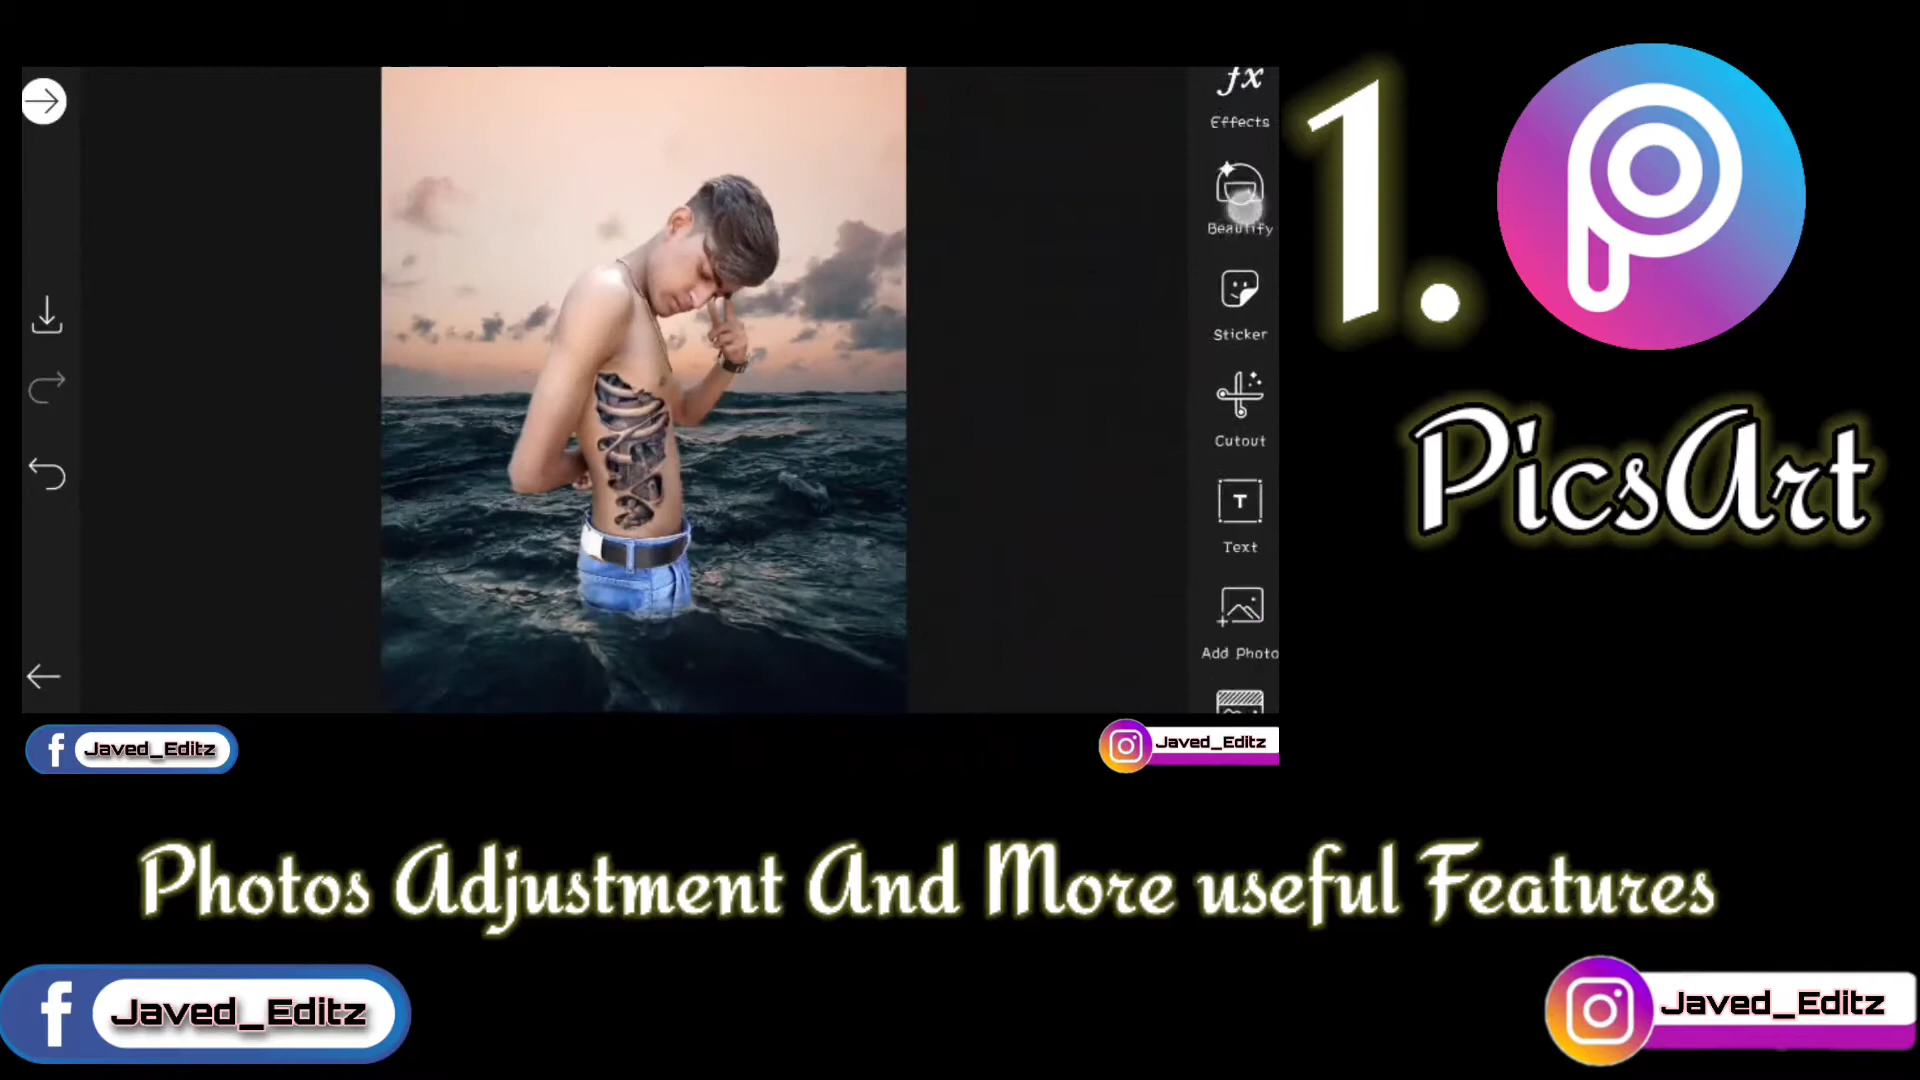 fx
Effects
Beautify
Sticker
Cutout
T
Text
Add Photo
1.
PicsArt
Javed_Editz
Javed_Editz
Photos Adjustment And More useful Features
Javed_Editz
Javed_Editz